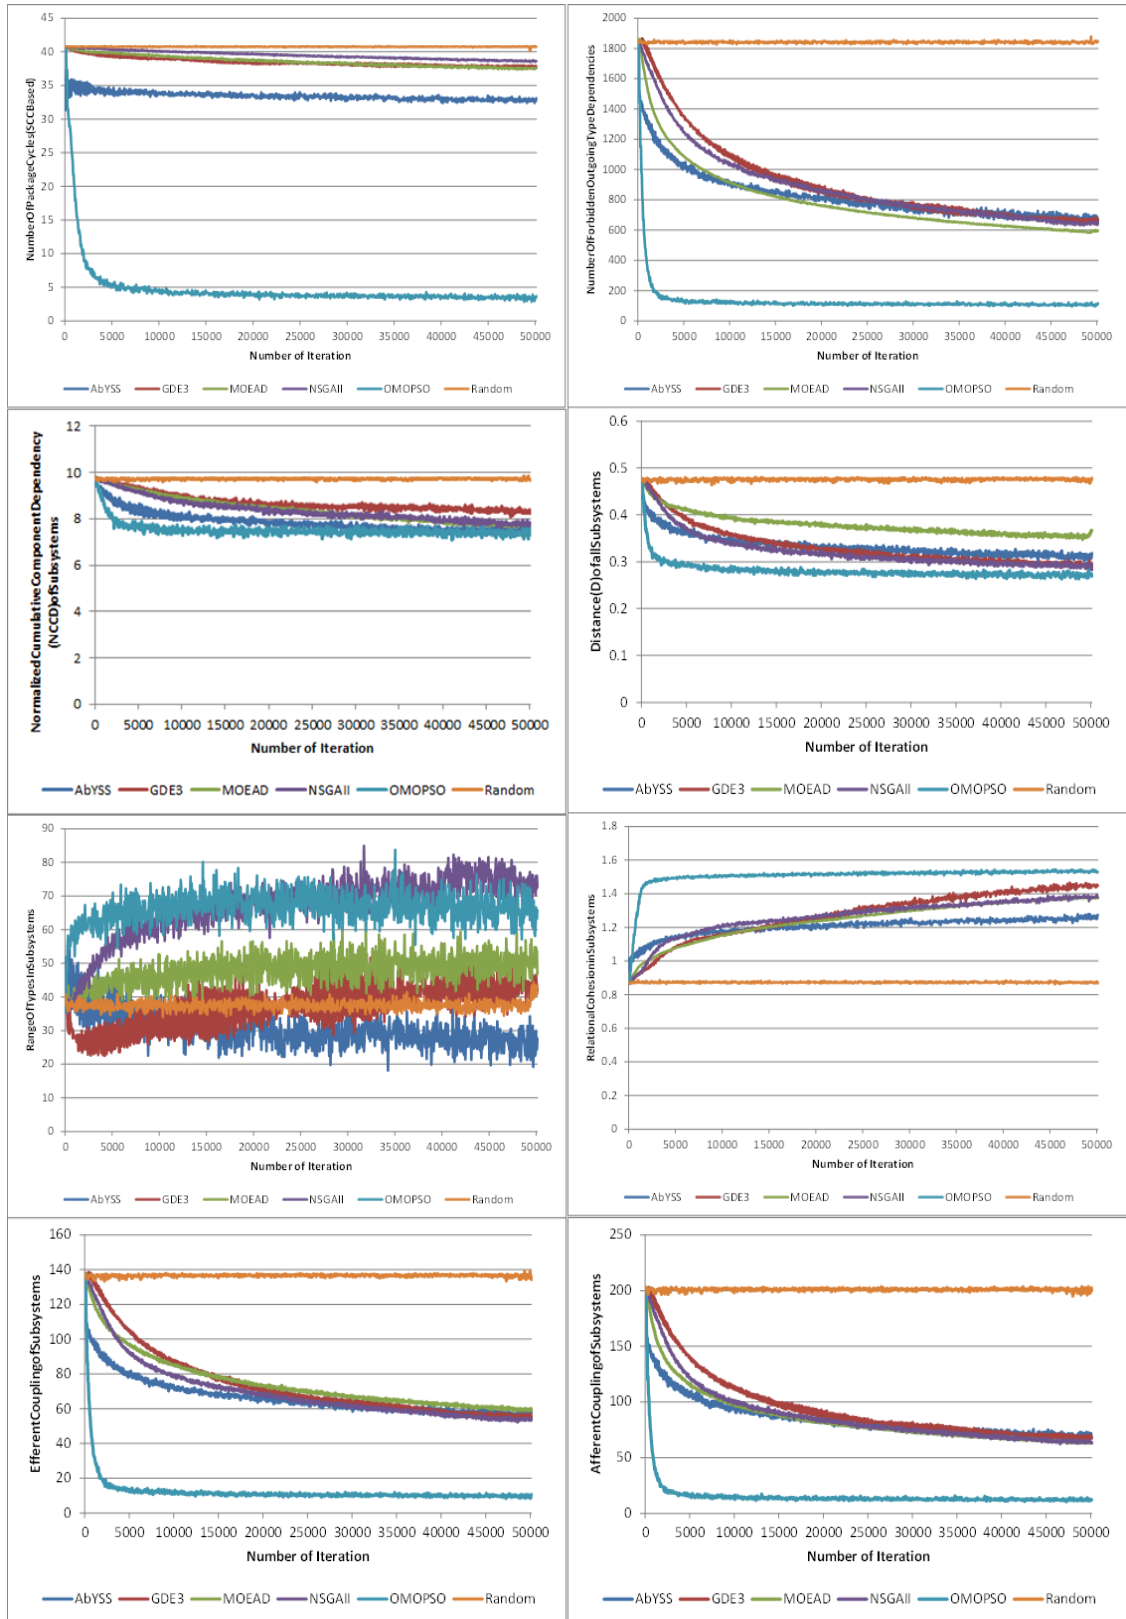 NumberOfPackageCycles(SCCBased)
45
40
35
30
25
20
15
10
5
0
0 5000 10000 15000 20000 25000 30000 35000 40000 45000 50000
Number of Iteration
AbYSS GDE3 MOEAD NSGAII OMOPSO Random
NumberOfForbiddenOutgoingTypeDependencies
2000
1800
1600
1400
1200
1000
800
600
400
200
0
0 5000 10000 15000 20000 25000 30000 35000 40000 45000 50000
Number of Iteration
AbYSS GDE3 MOEAD NSGAII OMOPSO Random
NormalizedCumulativeComponentDependency
(NCCD)ofSubsystems
12
10
8
6
4
2
0
0 5000 10000 15000 20000 25000 30000 35000 40000 45000 50000
Number of Iteration
AbYSS GDE3 MOEAD NSGAII OMOPSO Random
Distance(D)ofallSubsystems
0.6
0.5
0.4
0.3
0.2
0.1
0
0 5000 10000 15000 20000 25000 30000 35000 40000 45000 50000
Number of Iteration
AbYSS GDE3 MOEAD NSGAII OMOPSO Random
RangeOfTypesInSubsystems
90
80
70
60
50
40
30
20
10
0
0 5000 10000 15000 20000 25000 30000 35000 40000 45000 50000
Number of Iteration
AbYSS GDE3 MOEAD NSGAII OMOPSO Random
RelationalCohesioninSubsystems
1.8
1.6
1.4
1.2
1
0.8
0.6
0.4
0.2
0
0 5000 10000 15000 20000 25000 30000 35000 40000 45000 50000
Number of Iteration
AbYSS GDE3 MOEAD NSGAII OMOPSO Random
EfferentCouplingofSubsystems
160
140
120
100
80
60
40
20
0
0 5000 10000 15000 20000 25000 30000 35000 40000 45000 50000
Number of Iteration
AbYSS GDE3 MOEAD NSGAII OMOPSO Random
AfferentCouplingofSubsystems
250
200
150
100
50
0
0 5000 10000 15000 20000 25000 30000 35000 40000 45000 50000
Number of Iteration
AbYSS GDE3 MOEAD NSGAII OMOPSO Random